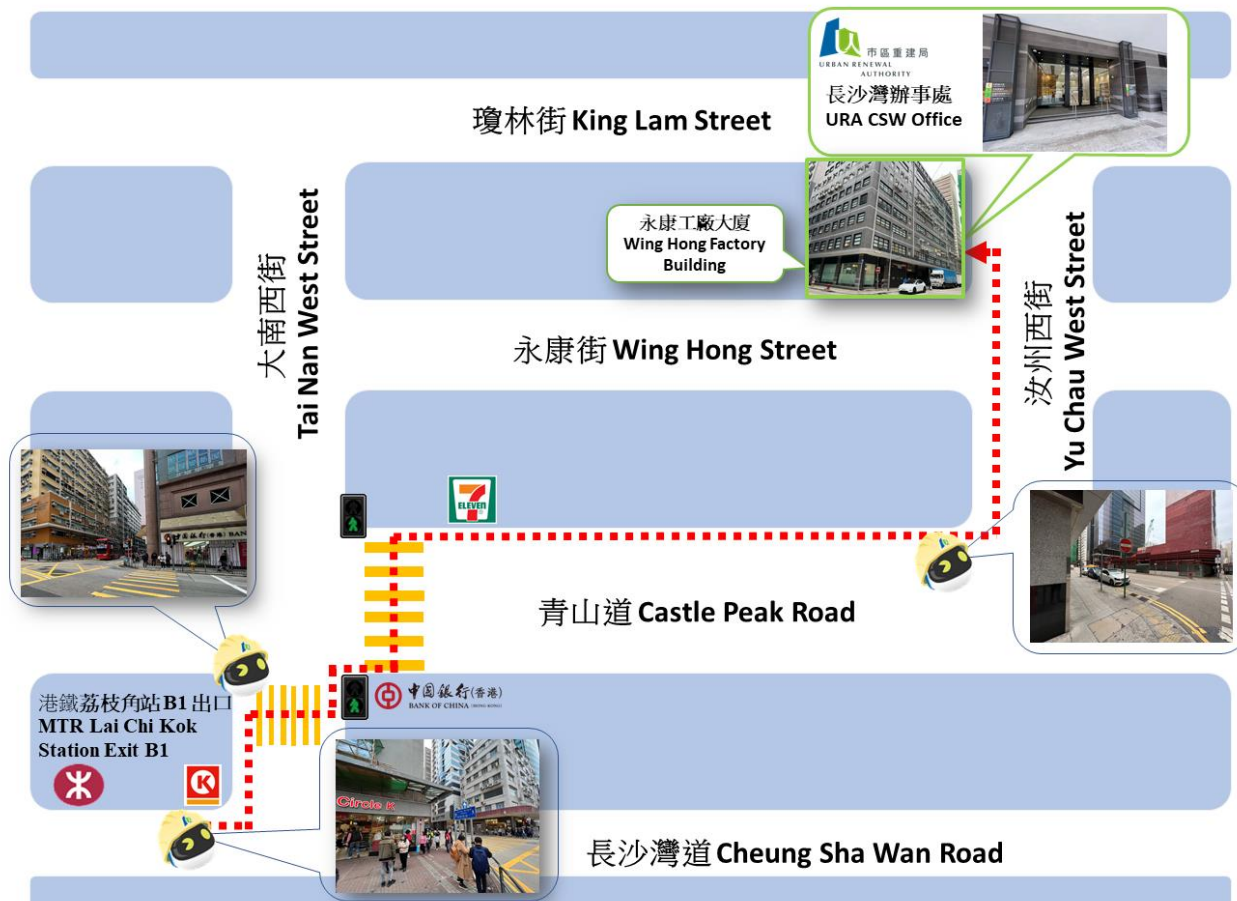 市區重建局
URBAN RENEWAL
AUTHORITY
長沙灣辦事處
URA CSW Office
瓊林街 King Lam Street
永康工廠大廈
Wing Hong Factory
Building
大南西街
Tai Nan West Street
永康街 Wing Hong Street
汝州西街
Yu Chau West Street
7
ELEVEN
青山道 Castle Peak Road
港鐵荔枝角站 B1 出口
MTR Lai Chi Kok
Station Exit B1
K
中国銀行(香港)
BANK OF CHINA (HONG KONG)
Circle K
長沙灣道 Cheung Sha Wan Road